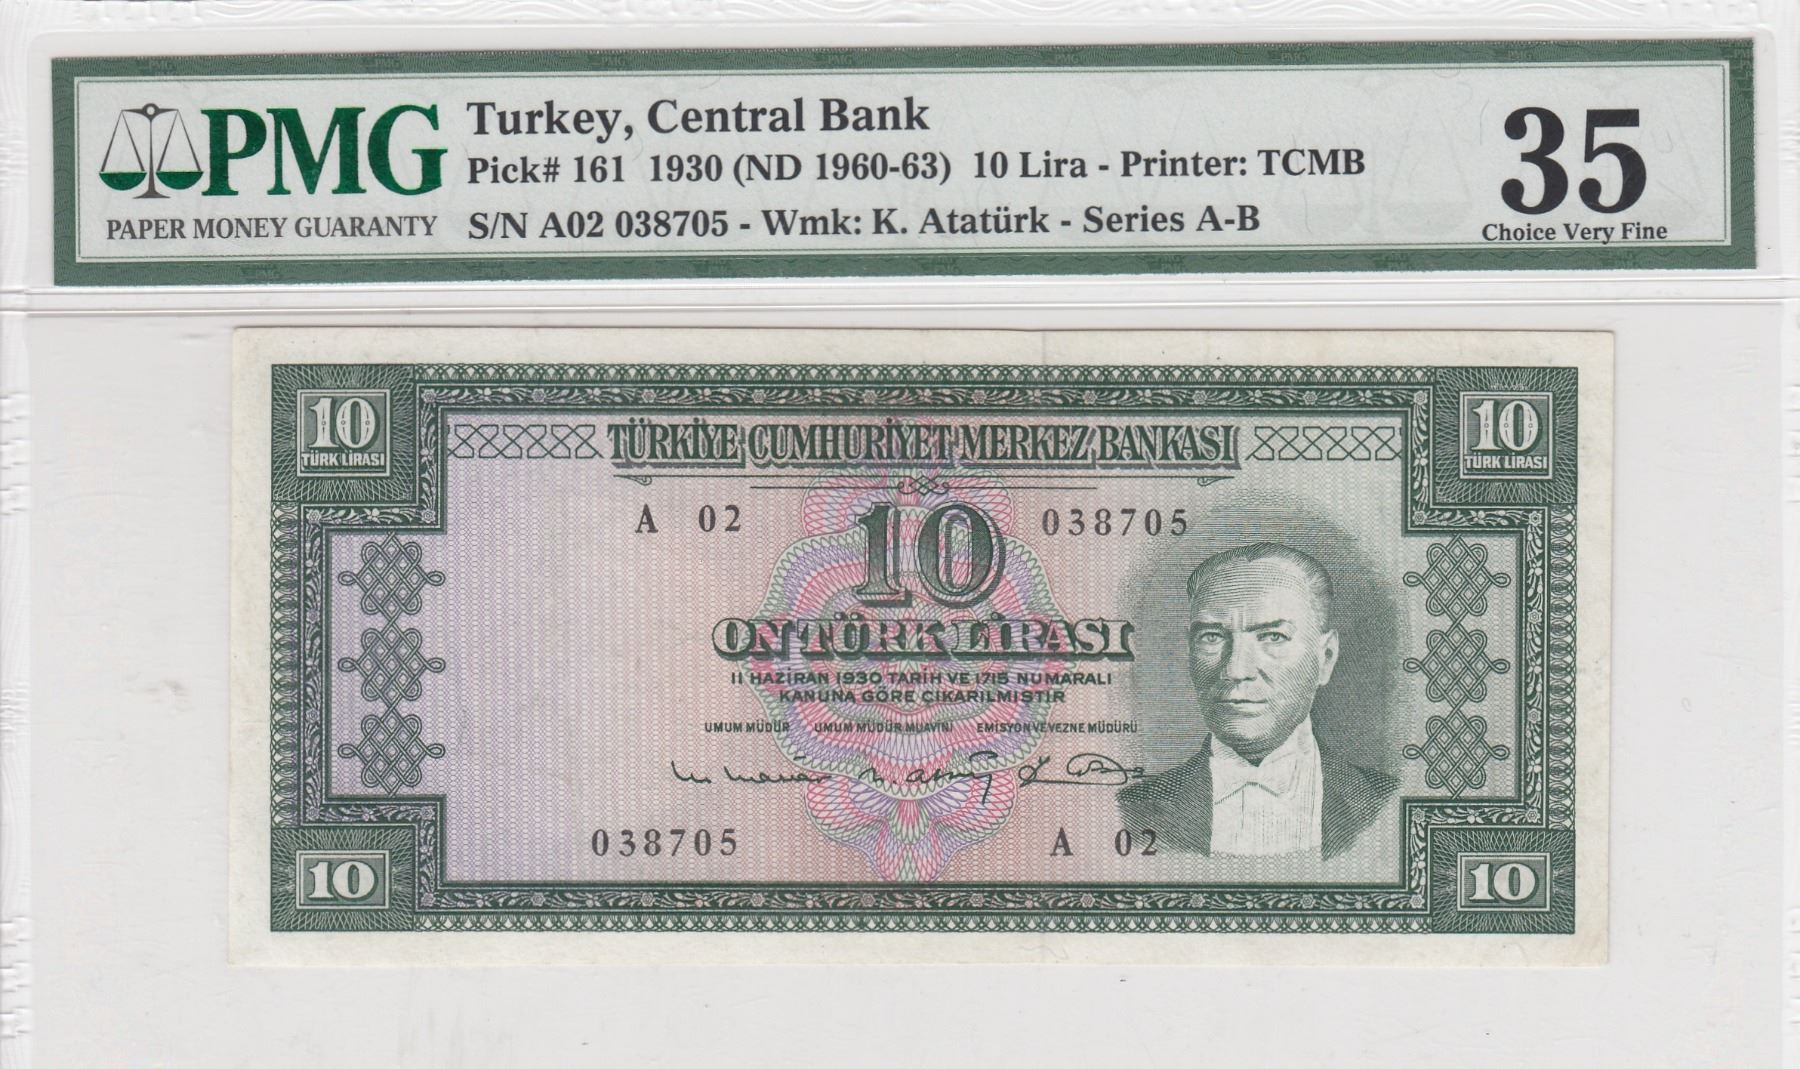 PMG
PAPER MONEY GUARANTY
Turkey, Central Bank
Pick# 161 1930 (ND 1960-63) 10 Lira - Printer: TCMB
S/N A02 038705 - Wmk: K. Atatürk - Series A-B
35
Choice Very Fine
10
TÜRK LİRASI
10
TÜRK LİRASI
TÜRKİYE CUMHURİYET MERKEZ BANKASI
A 02
038705
10
ON TÜRK LİRASI
11 HAZİRAN 1930 TARİH VE 1715 NUMARALI
KANUNA GÖRE ÇIKARILMIŞTIR
UMUM MÜDÜR UMUM MÜDÜR MUAVİNİ EMİSYON VE VEZNE MÜDÜRÜ
038705
A 02
10
10